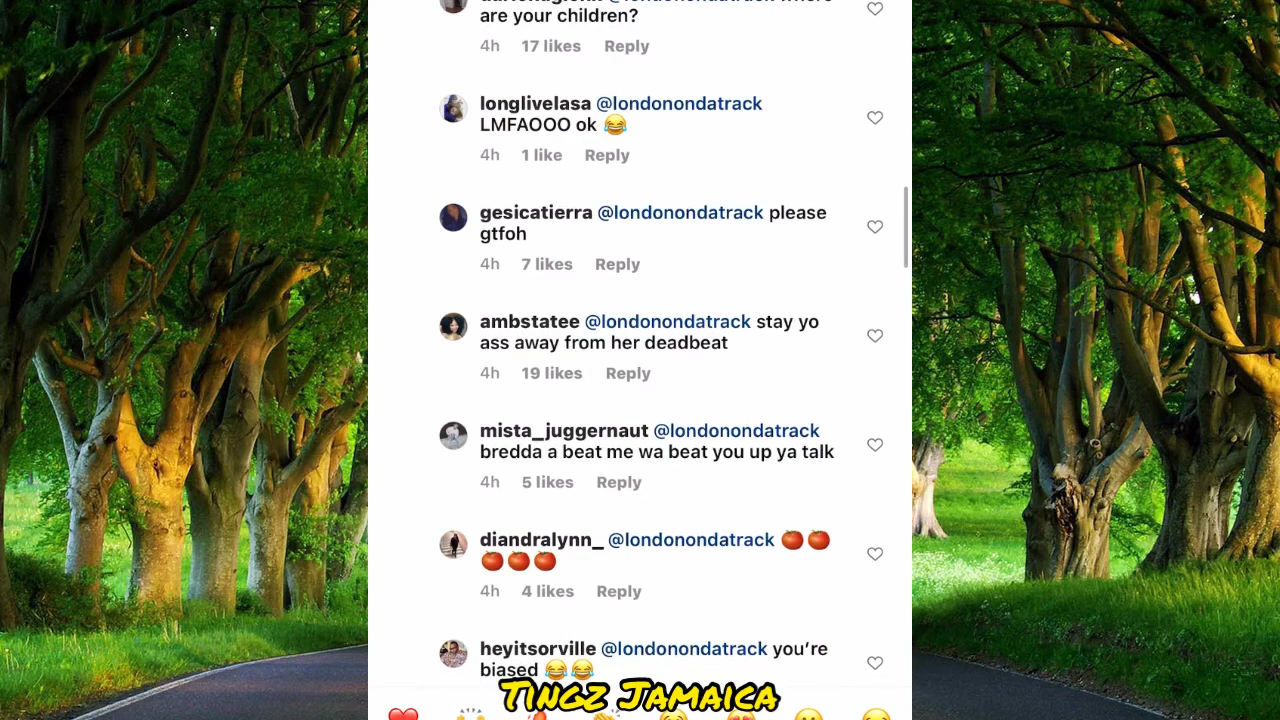 @londonondatrack where
are your children?
4h 17 likes Reply
longlivelasa @londonondatrack
LMFAOOO ok 😂
4h 1 like Reply
gesicatierra @londonondatrack please
gtfoh
4h 7 likes Reply
ambstatee @londonondatrack stay yo
ass away from her deadbeat
4h 19 likes Reply
mista_juggernaut @londonondatrack
bredda a beat me wa beat you up ya talk
4h 5 likes Reply
diandralynn_ @londonondatrack 🍅🍅
🍅🍅🍅
4h 4 likes Reply
heyitsorville @londonondatrack you're
biased 😂😂
Tingz Jamaica